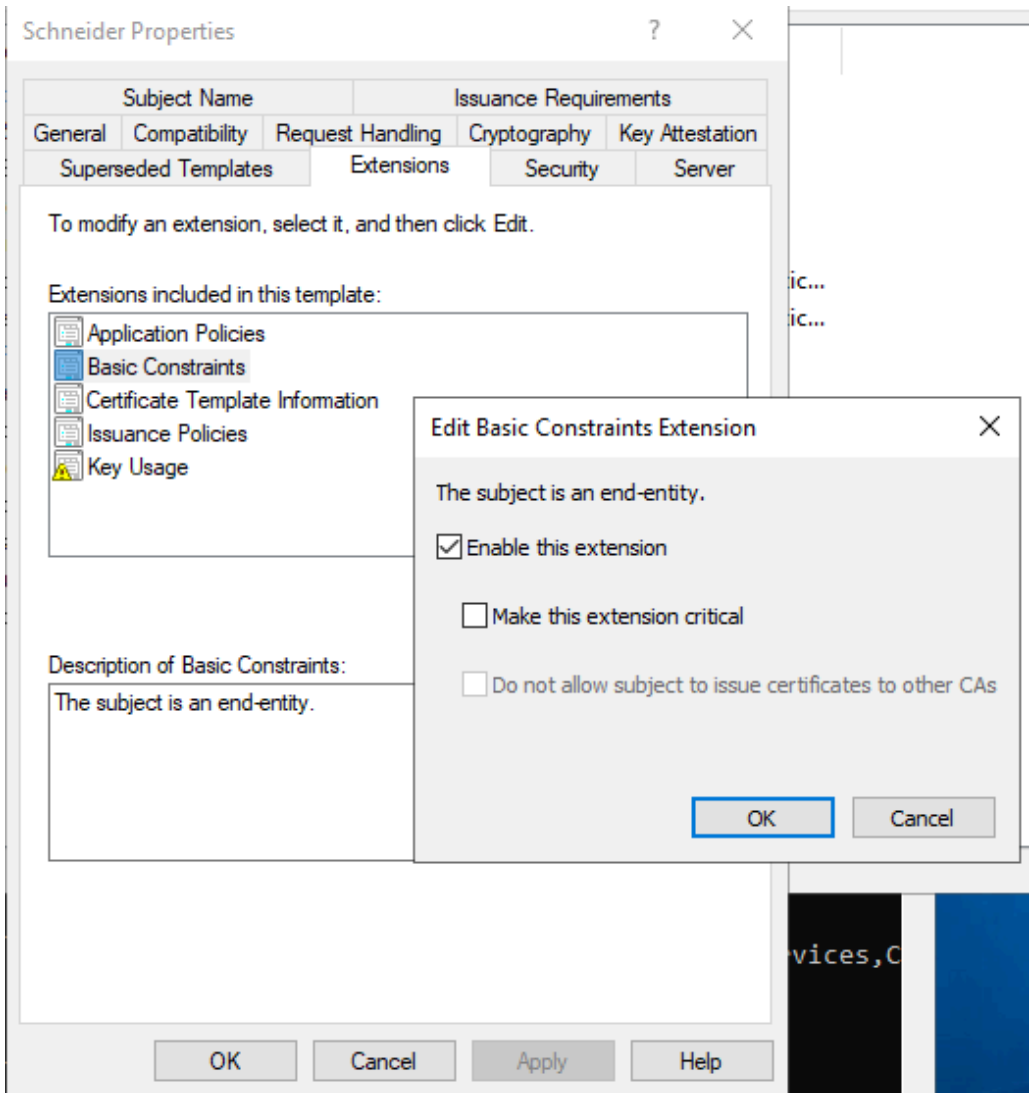 Schneider Properties
?
Subject Name
Issuance Requirements
General
Compatibility
Request Handling
Cryptography
Key Attestation
Superseded Templates
Extensions
Security
Server
To modify an extension, select it, and then click Edit.
Extensions included in this template:
Application Policies
Basic Constraints
Certificate Template Information
Issuance Policies
Key Usage
ic...
ic...
Edit Basic Constraints Extension
The subject is an end-entity.
Enable this extension
Make this extension critical
Do not allow subject to issue certificates to other CAs
OK
Cancel
Description of Basic Constraints:
The subject is an end-entity.
vices,C
OK
Cancel
Apply
Help